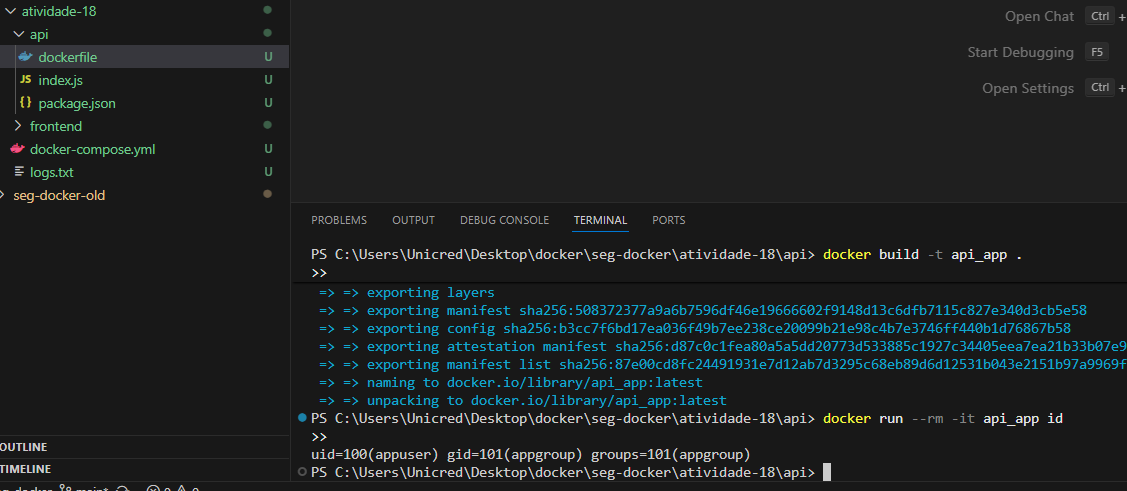 atividade-18
api
dockerfile U
JS index.js U
{} package.json U
frontend
docker-compose.yml U
logs.txt U
seg-docker-old
OUTLINE
TIMELINE
Open Chat Ctrl +
Start Debugging F5
Open Settings Ctrl +
PROBLEMS OUTPUT DEBUG CONSOLE TERMINAL PORTS
PS C:\Users\Unicred\Desktop\docker\seg-docker\atividade-18\api> docker build -t api_app .
>>
=> => exporting layers
=> => exporting manifest sha256:508372377a9a6b7596df46e19666602f9148d13c6dfb7115c827e340d3cb5e58
=> => exporting config sha256:b3cc7f6bd17ea036f49b7ee238ce20099b21e98c4b7e3746ff440b1d76867b58
=> => exporting attestation manifest sha256:d87c0c1fea80a5a5dd20773d533885c1927c34405eea7ea21b33b07e9
=> => exporting manifest list sha256:87e00cd8fc24491931e7d12ab7d3295c68eb89d6d12531b043e2151b97a9969f
=> => naming to docker.io/library/api_app:latest
=> => unpacking to docker.io/library/api_app:latest
PS C:\Users\Unicred\Desktop\docker\seg-docker\atividade-18\api> docker run --rm -it api_app id
>>
uid=100(appuser) gid=101(appgroup) groups=101(appgroup)
PS C:\Users\Unicred\Desktop\docker\seg-docker\atividade-18\api>